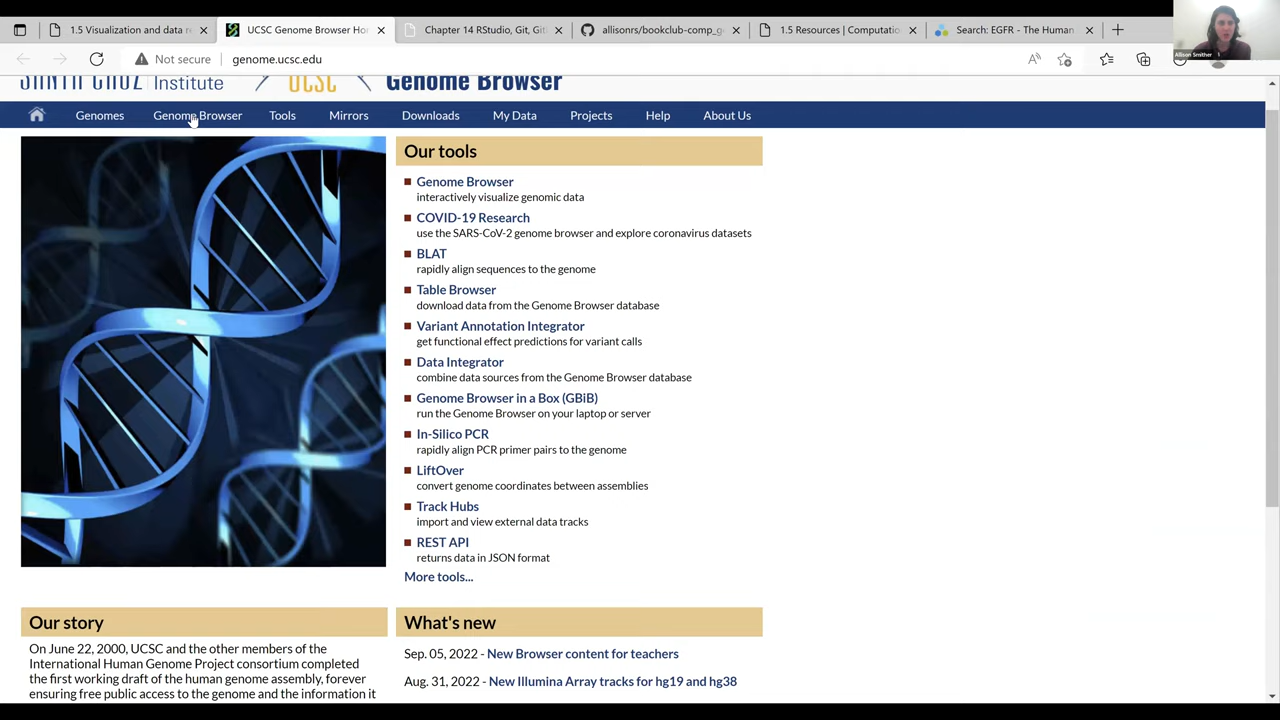 1.5 Visualization and data r
UCSC Genome Browser Ho
Chapter 14 RStudio, Git, Git
allisonrs/bookclub-comp_g
1.5 Resources | Computatio
Search: EGFR - The Human
Allison Smither
Not secure
genome.ucsc.edu
SANTA CRUZ Institute UCSC Genome Browser
Genomes Genome Browser Tools Mirrors Downloads My Data Projects Help About Us
Our tools
Genome Browser
interactively visualize genomic data
COVID-19 Research
use the SARS-CoV-2 genome browser and explore coronavirus datasets
BLAT
rapidly align sequences to the genome
Table Browser
download data from the Genome Browser database
Variant Annotation Integrator
get functional effect predictions for variant calls
Data Integrator
combine data sources from the Genome Browser database
Genome Browser in a Box (GBiB)
run the Genome Browser on your laptop or server
In-Silico PCR
rapidly align PCR primer pairs to the genome
LiftOver
convert genome coordinates between assemblies
Track Hubs
import and view external data tracks
REST API
returns data in JSON format
More tools...
Our story
On June 22, 2000, UCSC and the other members of the
International Human Genome Project consortium completed
the first working draft of the human genome assembly, forever
ensuring free public access to the genome and the information it
What's new
Sep. 05, 2022 - New Browser content for teachers
Aug. 31, 2022 - New Illumina Array tracks for hg19 and hg38